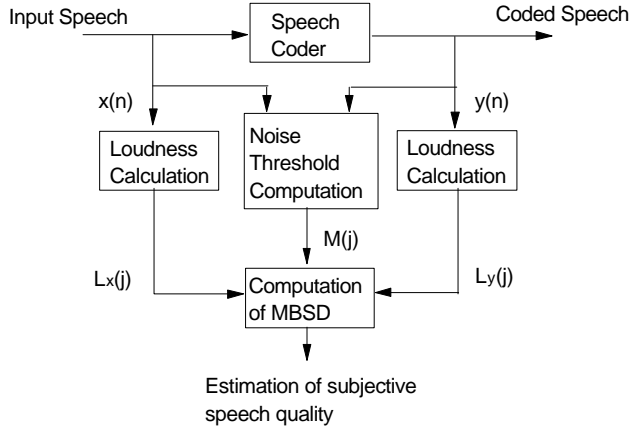 Input Speech
Coded Speech
Speech
Coder
x(n)
y(n)
Loudness
Calculation
Noise
Threshold
Computation
Loudness
Calculation
M(j)
Lx(j)
Ly(j)
Computation
of MBSD
Estimation of subjective
speech quality